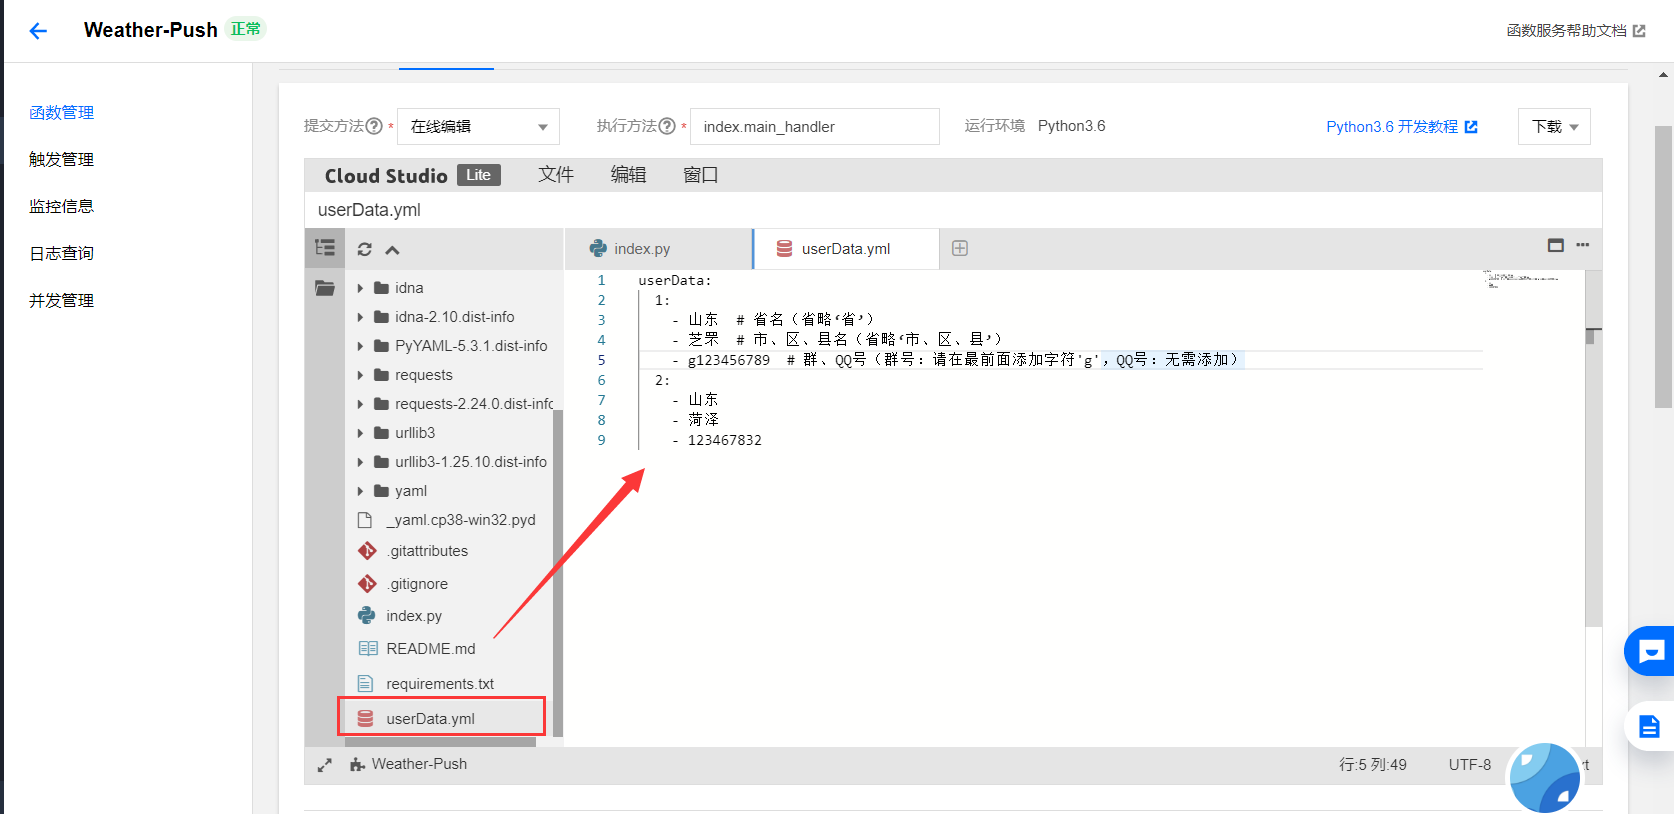 Weather-Push 正常
函数服务帮助文档
函数管理
触发管理
监控信息
日志查询
并发管理
提交方法 * 在线编辑 执行方法 * index.main_handler 运行环境 Python3.6 Python3.6 开发教程 下载
Cloud Studio Lite 文件 编辑 窗口
userData.yml
index.py userData.yml
idna
idna-2.10.dist-info
PyYAML-5.3.1.dist-info
requests
requests-2.24.0.dist-info
urllib3
urllib3-1.25.10.dist-info
yaml
_yaml.cp38-win32.pyd
.gitattributes
.gitignore
index.py
README.md
requirements.txt
userData.yml
1 userData:
2 1:
3 - 山东 # 省名（省略‘省’）
4 - 芝罘 # 市、区、县名（省略‘市、区、县’）
5 - g123456789 # 群、QQ号（群号：请在最前面添加字符'g'，QQ号：无需添加）
6 2:
7 - 山东
8 - 菏泽
9 - 123467832
Weather-Push 行:5 列:49 UTF-8